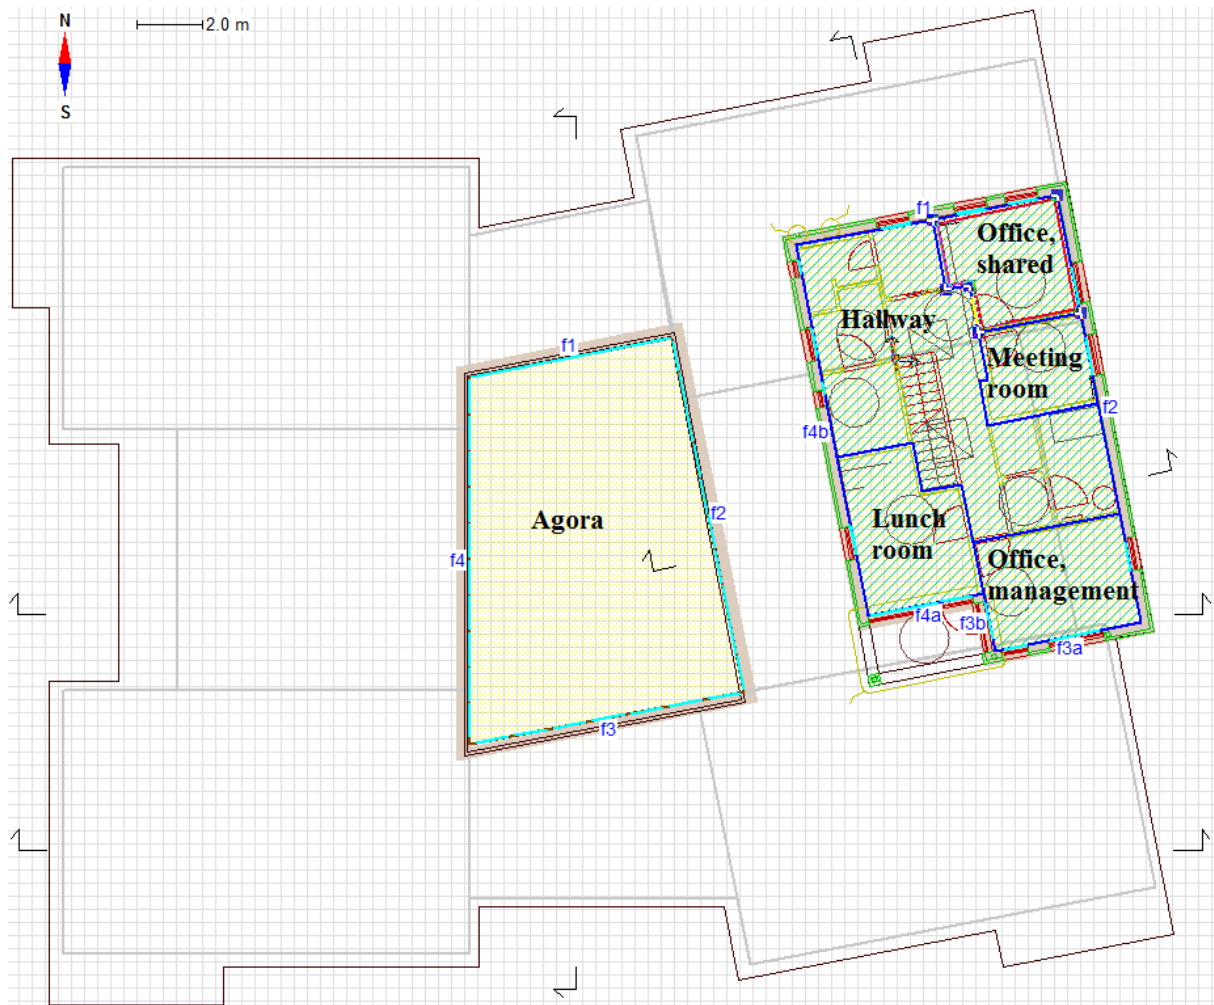 N
2.0 m
S
f1
Office,
shared
Hallway
f1
Meeting
room
f2
f4b
Agora
f2
Lunch
room
f4
Office,
management
f4a
f3b
f3a
f3